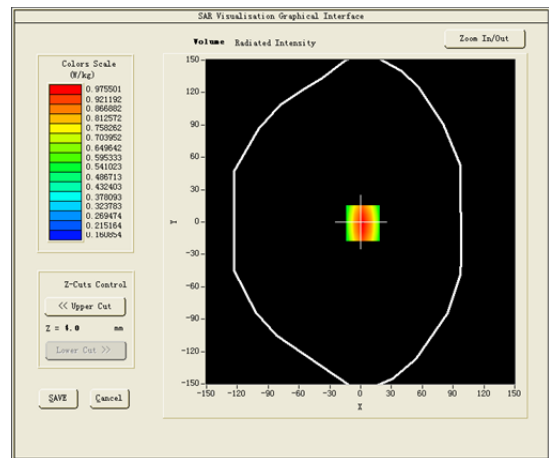 SAR Visualisation Graphical Interface
Volume Radiated Intensity
Zoom In/Out
Colors Scale
(W/kg)
0.975501
0.921192
0.866882
0.812572
0.758262
0.703952
0.649642
0.595333
0.541023
0.486713
0.432403
0.378093
0.323783
0.269474
0.215164
0.160854
Z-Cuts Control
<< Upper Cut
Z = 4.0 mm
Lower Cut >>
SAVE
Cancel
150
120
90
60
30
0
-30
-60
-90
-120
-150
Y
-150 -120 -90 -60 -30 0 30 60 90 120 150
X